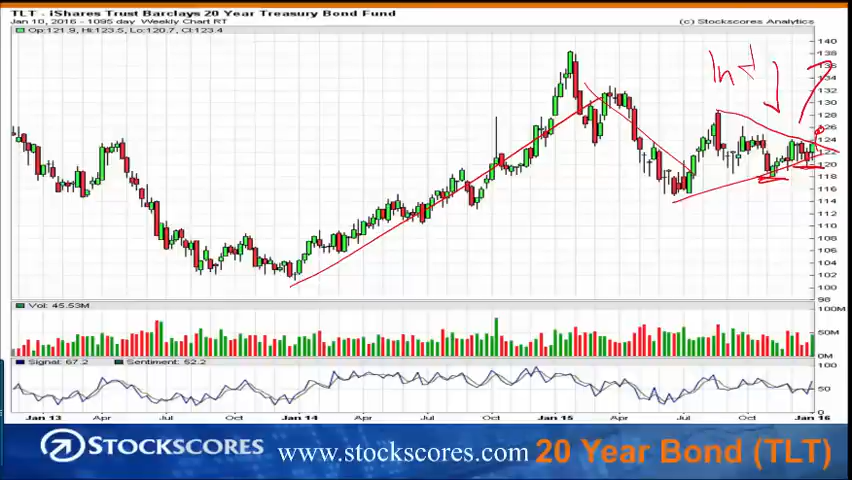 TLT - iShares Trust Barclays 20 Year Treasury Bond Fund
Jan 10, 2016 - 1095 day Weekly Chart RT (c) Stockscores Analytics
Op:121.9, Hi:123.5, Lo:120.7, Cl:123.4
140
138
136
134
132
130
128
126
124
122
120
118
116
114
112
110
108
106
104
102
100
98
Vol: 45.53M
100M
50M
0M
Signal: 67.2 Sentiment: 52.2
100
50
0
Jan 13 Apr Jul Oct Jan 14 Apr Jul Oct Jan 15 Apr Jul Oct Jan 16
STOCKSCORES www.stockscores.com 20 Year Bond (TLT)